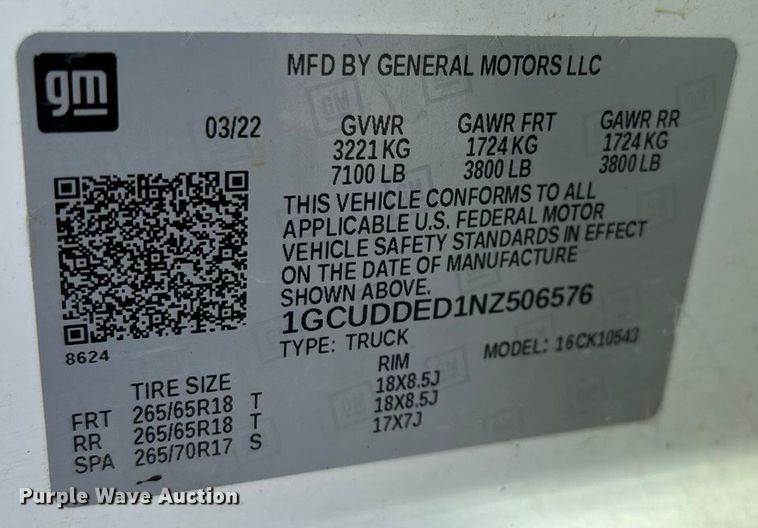 gm
MFD BY GENERAL MOTORS LLC
03/22 GVWR GAWR FRT GAWR RR
3221 KG 1724 KG 1724 KG
7100 LB 3800 LB 3800 LB
THIS VEHICLE CONFORMS TO ALL
APPLICABLE U.S. FEDERAL MOTOR
VEHICLE SAFETY STANDARDS IN EFFECT
ON THE DATE OF MANUFACTURE
SHOWN ABOVE.
1GCUDDED1NZ506576
8624
TYPE: TRUCK MODEL: 16CK10543
TIRE SIZE RIM
FRT 265/65R18 T 18X8.5J
RR 265/65R18 T 18X8.5J
SPA 265/70R17 S 17X7J
Purple Wave Auction